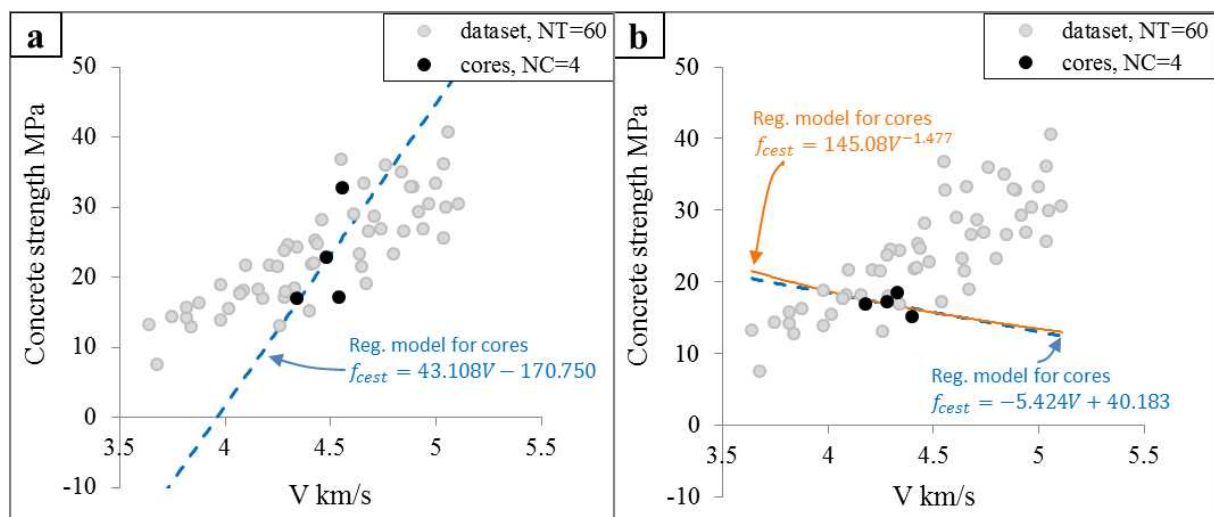 a
dataset, NT=60
cores, NC=4
Concrete strength MPa
50
40
30
20
10
0
-10
3.5 4 4.5 5 5.5
V km/s
Reg. model for cores
f_cest = 43.108V − 170.750
b
dataset, NT=60
cores, NC=4
Concrete strength MPa
50
40
30
20
10
0
-10
3.5 4 4.5 5 5.5
V km/s
Reg. model for cores
f_cest = 145.08V^−1.477
Reg. model for cores
f_cest = −5.424V + 40.183